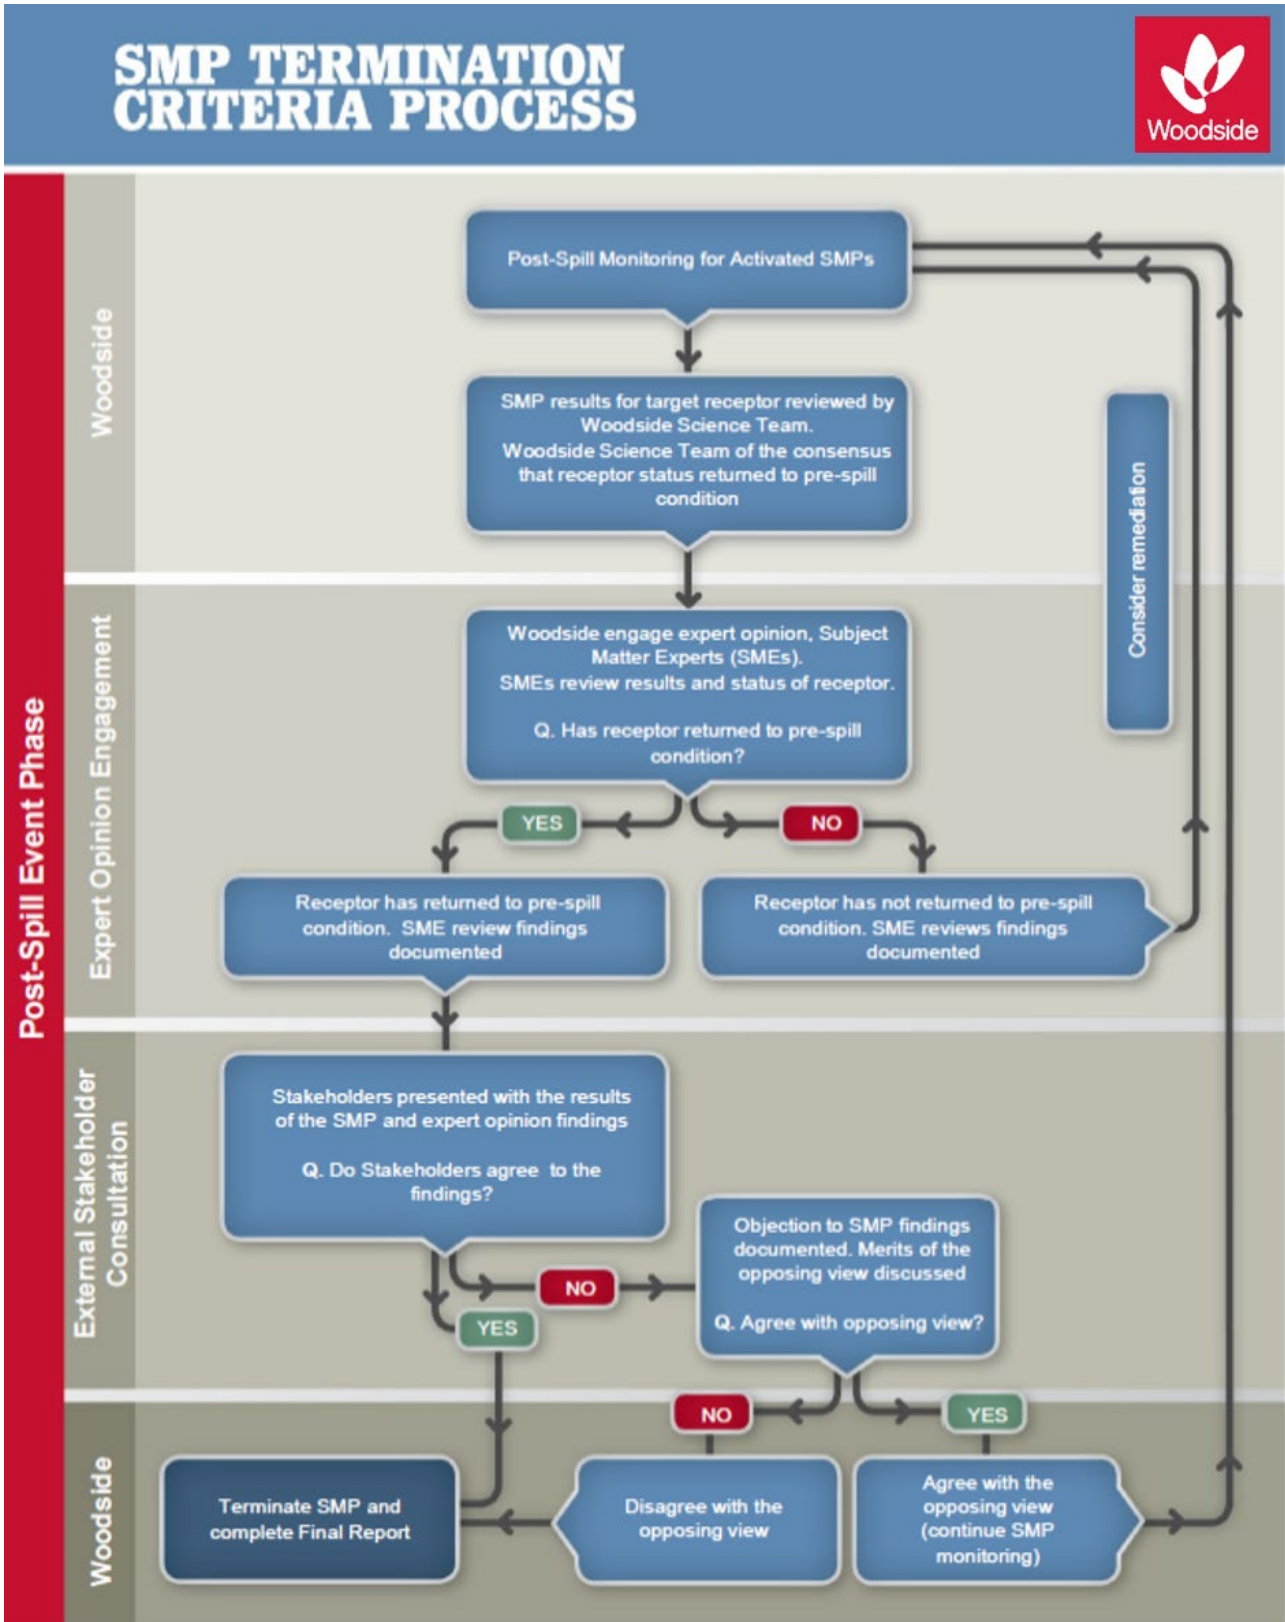 SMP TERMINATION
CRITERIA PROCESS
Woodside
Post-Spill Event Phase
Woodside
Post-Spill Monitoring for Activated SMPs
SMP results for target receptor reviewed by
Woodside Science Team.
Woodside Science Team of the consensus
that receptor status returned to pre-spill
condition
Consider remediation
Expert Opinion Engagement
Woodside engage expert opinion, Subject
Matter Experts (SMEs).
SMEs review results and status of receptor.
Q. Has receptor returned to pre-spill
condition?
YES
NO
Receptor has returned to pre-spill
condition. SME review findings
documented
Receptor has not returned to pre-spill
condition. SME reviews findings
documented
External Stakeholder
Consultation
Stakeholders presented with the results
of the SMP and expert opinion findings
Q. Do Stakeholders agree to the
findings?
NO
YES
Objection to SMP findings
documented. Merits of the
opposing view discussed
Q. Agree with opposing view?
NO
YES
Woodside
Terminate SMP and
complete Final Report
Disagree with the
opposing view
Agree with the
opposing view
(continue SMP
monitoring)